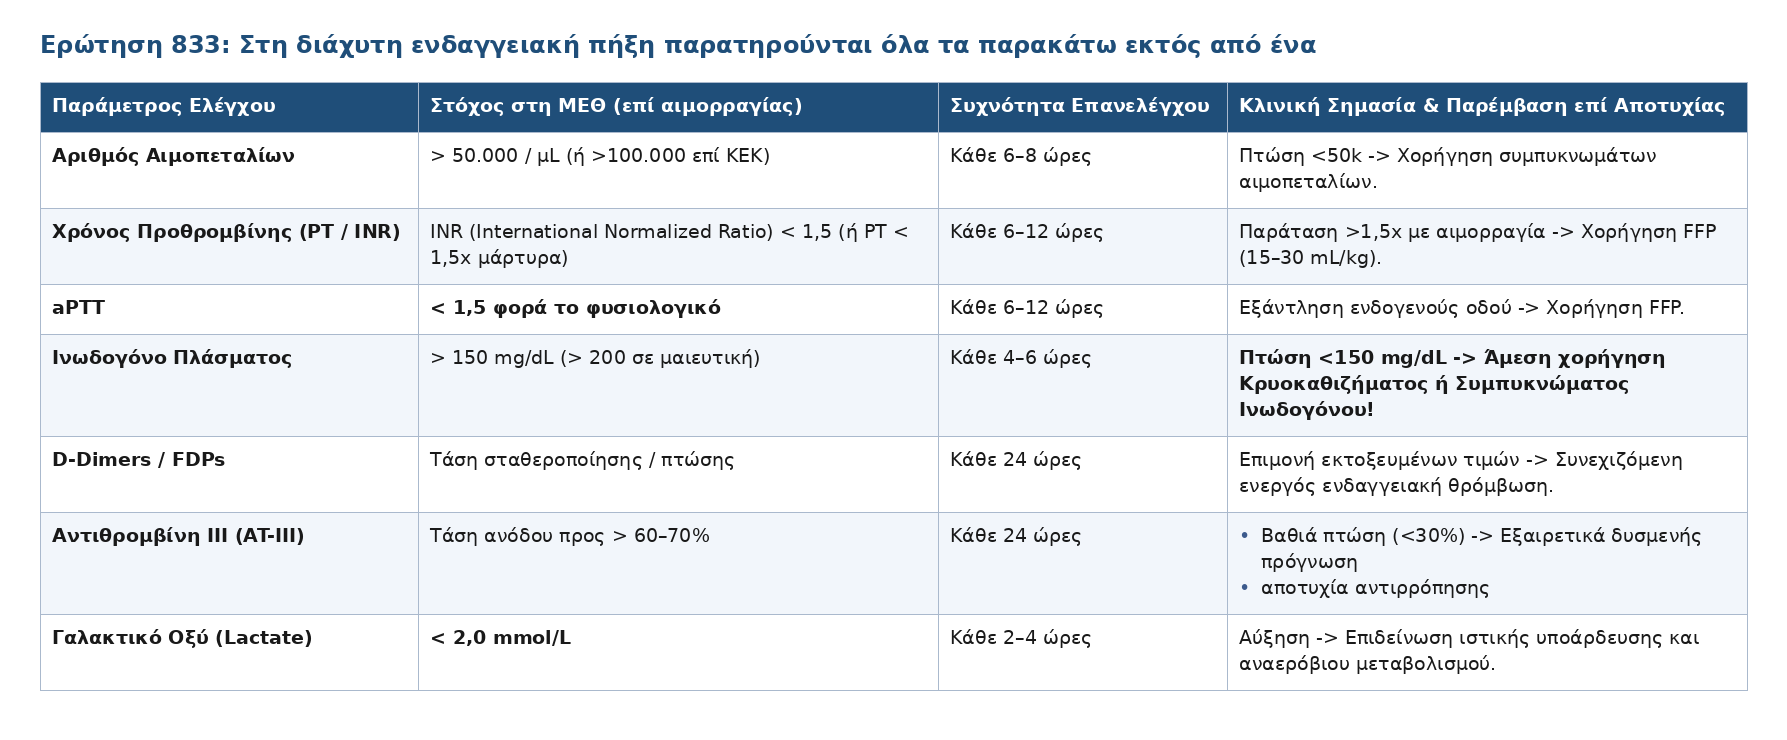 Ερώτηση 833: Στη διάχυτη ενδαγγειακή πήξη παρατηρούνται όλα τα παρακάτω εκτός από ένα
Παράμετρος Ελέγχου
Στόχος στη ΜΕΘ (επί αιμορραγίας)
Συχνότητα Επανελέγχου
Κλινική Σημασία & Παρέμβαση επί Αποτυχίας
Αριθμός Αιμοπεταλίων
> 50.000 / μL (ή >100.000 επί ΚΕΚ)
Κάθε 6–8 ώρες
Πτώση <50k -> Χορήγηση συμπυκνωμάτων
αιμοπεταλίων.
Χρόνος Προθρομβίνης (PT / INR)
INR (International Normalized Ratio) < 1,5 (ή PT <
1,5x μάρτυρα)
Κάθε 6–12 ώρες
Παράταση >1,5x με αιμορραγία -> Χορήγηση FFP
(15–30 mL/kg).
aPTT
< 1,5 φορά το φυσιολογικό
Κάθε 6–12 ώρες
Εξάντληση ενδογενούς οδού -> Χορήγηση FFP.
Ινωδογόνο Πλάσματος
> 150 mg/dL (> 200 σε μαιευτική)
Κάθε 4–6 ώρες
Πτώση <150 mg/dL -> Άμεση χορήγηση
Κρυοκαθιζήματος ή Συμπυκνώματος
Ινωδογόνου!
D-Dimers / FDPs
Τάση σταθεροποίησης / πτώσης
Κάθε 24 ώρες
Επιμονή εκτοξευμένων τιμών -> Συνεχιζόμενη
ενεργός ενδαγγειακή θρόμβωση.
Αντιθρομβίνη III (AT-III)
Τάση ανόδου προς > 60–70%
Κάθε 24 ώρες
• Βαθιά πτώση (<30%) -> Εξαιρετικά δυσμενής
πρόγνωση
• αποτυχία αντιρρόπησης
Γαλακτικό Οξύ (Lactate)
< 2,0 mmol/L
Κάθε 2–4 ώρες
Αύξηση -> Επιδείνωση ιστικής υποάρδευσης και
αναερόβιου μεταβολισμού.